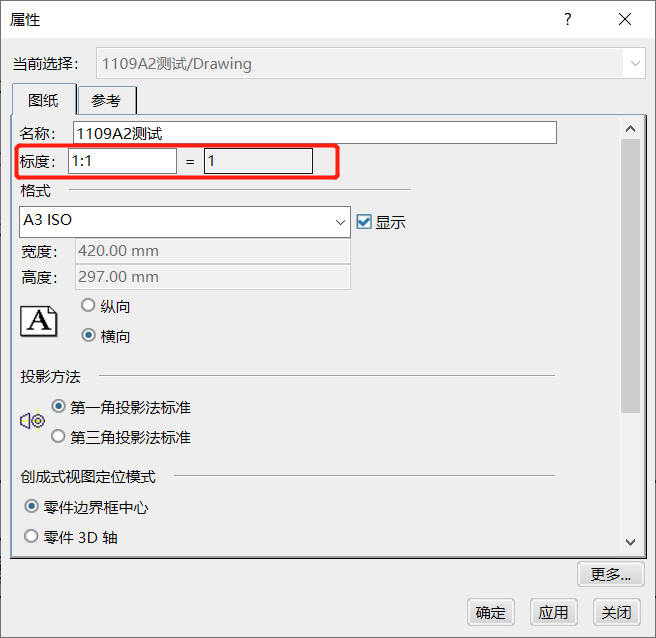 属性
当前选择： 1109A2测试/Drawing
图纸 参考
名称： 1109A2测试
标度： 1:1 = 1
格式
A3 ISO 显示
宽度： 420.00 mm
高度： 297.00 mm
A 纵向
横向
投影方法
第一角投影法标准
第三角投影法标准
创成式视图定位模式
零件边界框中心
零件 3D 轴
更多...
确定 应用 关闭